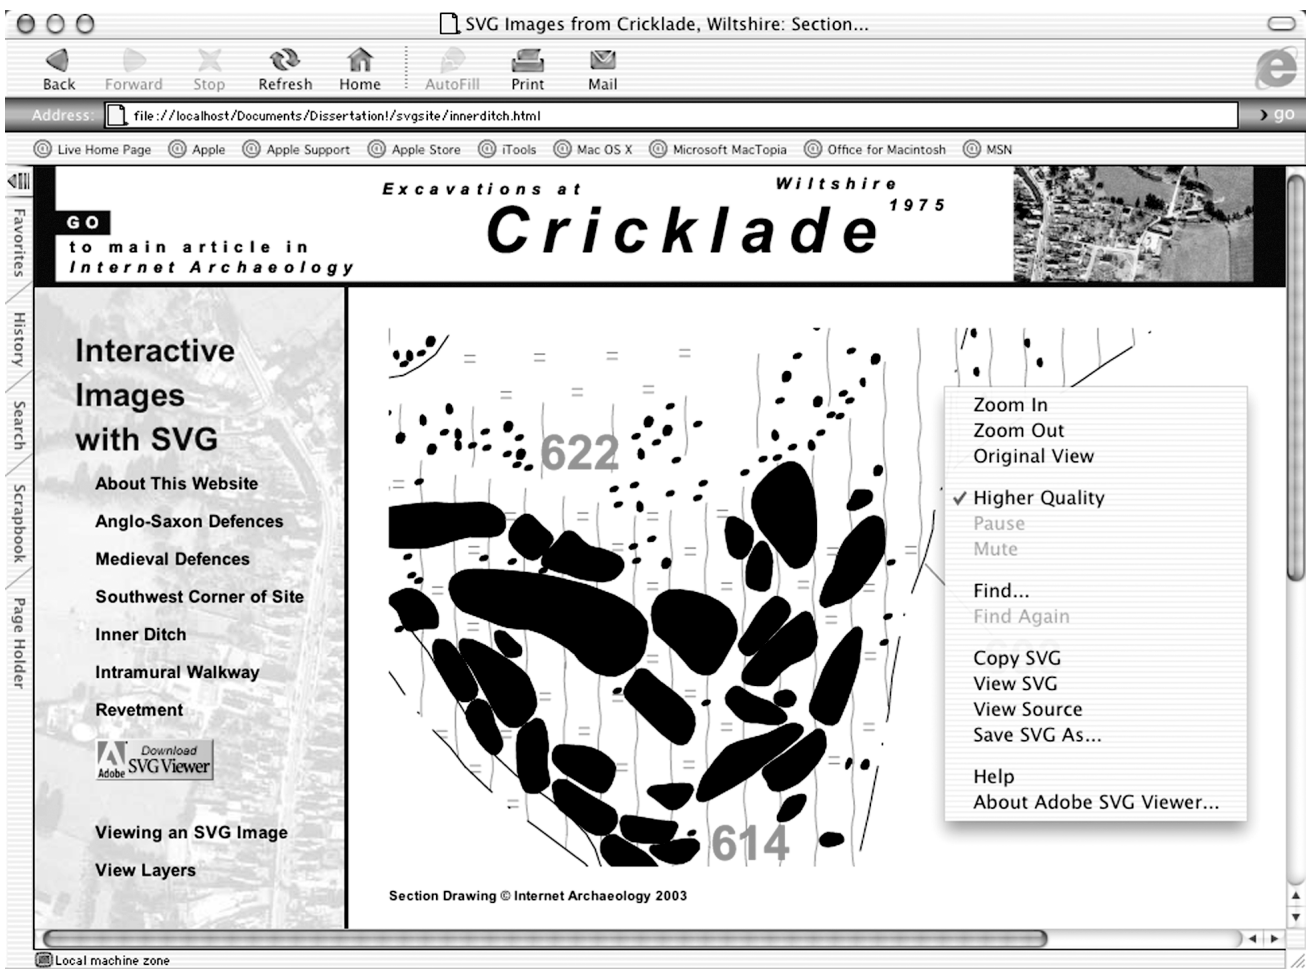 SVG Images from Cricklade, Wiltshire: Section...
Back Forward Stop Refresh Home AutoFill Print Mail
Address: file://localhost/Documents/Dissertation!/svgsite/innerditch.html go
Live Home Page Apple Apple Support Apple Store iTools Mac OS X Microsoft MacTopia Office for Macintosh MSN
Favorites
History
Search
Scrapbook
Page Holder
GO
to main article in
Internet Archaeology
Excavations at
Cricklade
Wiltshire
1975
Interactive
Images
with SVG
About This Website
Anglo-Saxon Defences
Medieval Defences
Southwest Corner of Site
Inner Ditch
Intramural Walkway
Revetment
Adobe
Download
SVG Viewer
Viewing an SVG Image
View Layers
622
614
Zoom In
Zoom Out
Original View
Higher Quality
Pause
Mute
Find...
Find Again
Copy SVG
View SVG
View Source
Save SVG As...
Help
About Adobe SVG Viewer...
Section Drawing © Internet Archaeology 2003
Local machine zone